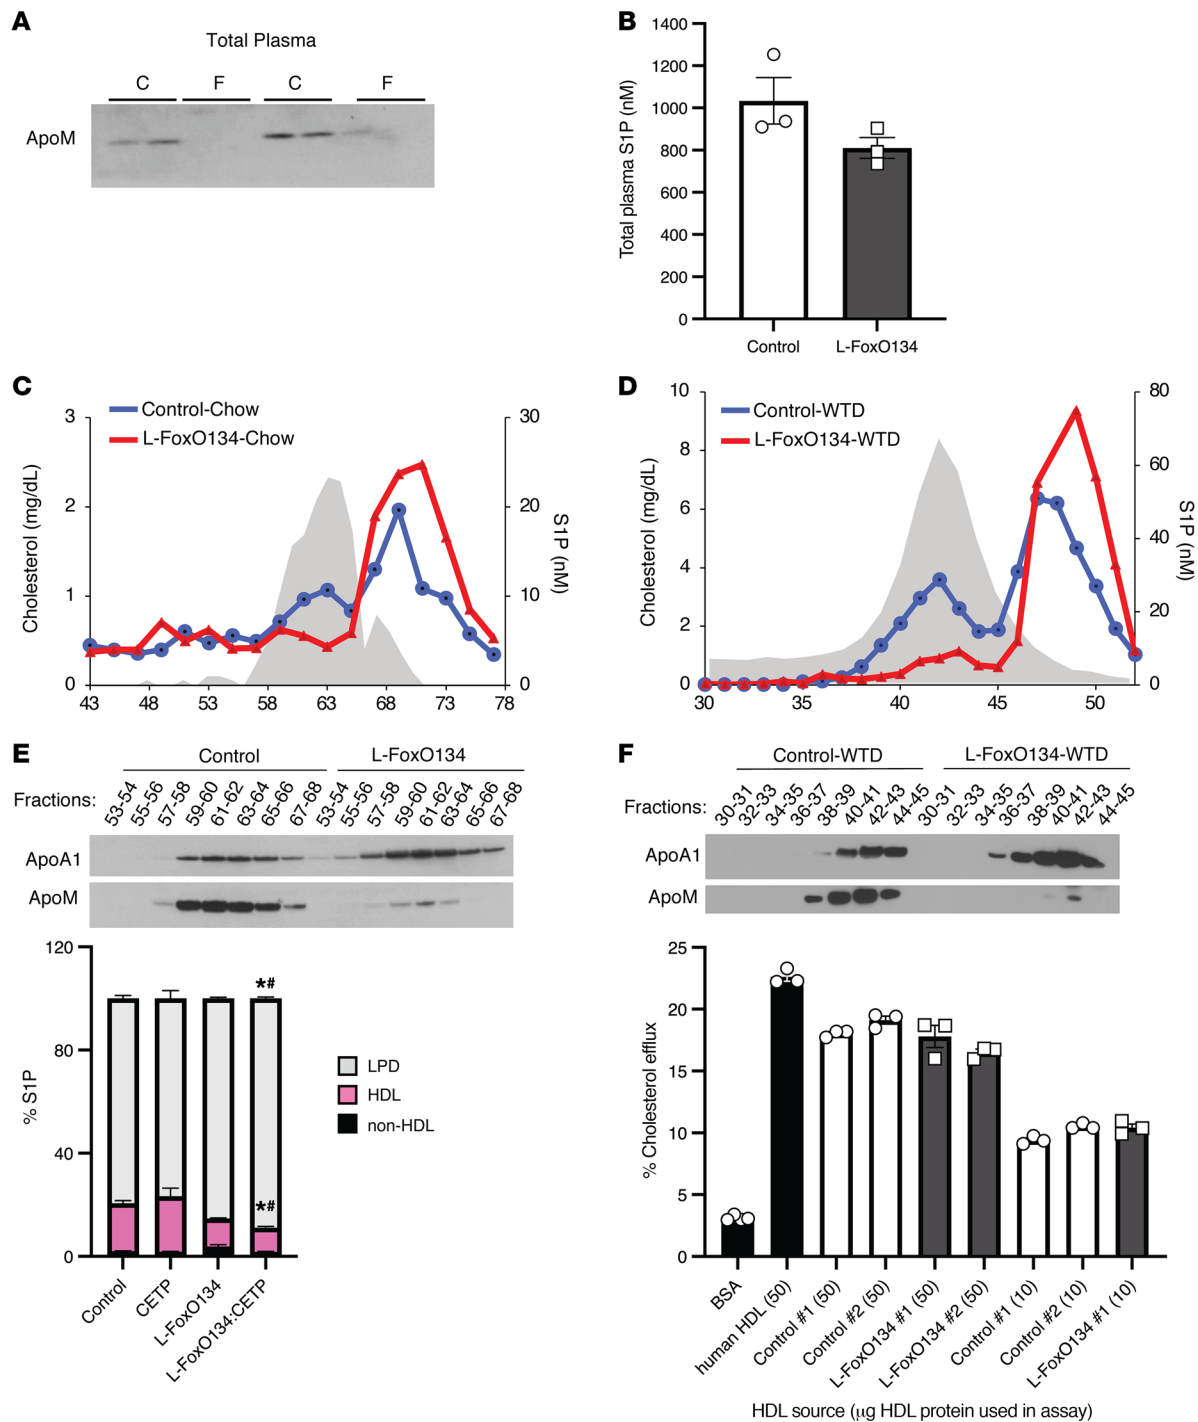 A
Total Plasma
C F C F
ApoM
B
Total plasma S1P (nM)
1400
1200
1000
800
600
400
200
0
Control L-FoxO134
C
Control-Chow
L-FoxO134-Chow
Cholesterol (mg/dL)
3
2
1
0
S1P (nM)
30
20
10
0
43 48 53 58 63 68 73 78
D
Control-WTD
L-FoxO134-WTD
Cholesterol (mg/dL)
10
8
6
4
2
0
S1P (nM)
80
60
40
20
0
30 35 40 45 50
E
Control L-FoxO134
Fractions: 53-54 55-56 57-58 59-60 61-62 63-64 65-66 67-68 53-54 55-56 57-58 59-60 61-62 63-64 65-66 67-68
ApoA1
ApoM
% S1P
120
80
40
0
*#
*#
LPD
HDL
non-HDL
Control CETP L-FoxO134 L-FoxO134:CETP
F
Control-WTD L-FoxO134-WTD
Fractions: 30-31 32-33 34-35 36-37 38-39 40-41 42-43 44-45 30-31 32-33 34-35 36-37 38-39 40-41 42-43 44-45
ApoA1
ApoM
% Cholesterol efflux
25
20
15
10
5
0
BSA human HDL (50) Control #1 (50) Control #2 (50) L-FoxO134 #1 (50) L-FoxO134 #2 (50) Control #1 (10) Control #2 (10) L-FoxO134 #1 (10)
HDL source (µg HDL protein used in assay)